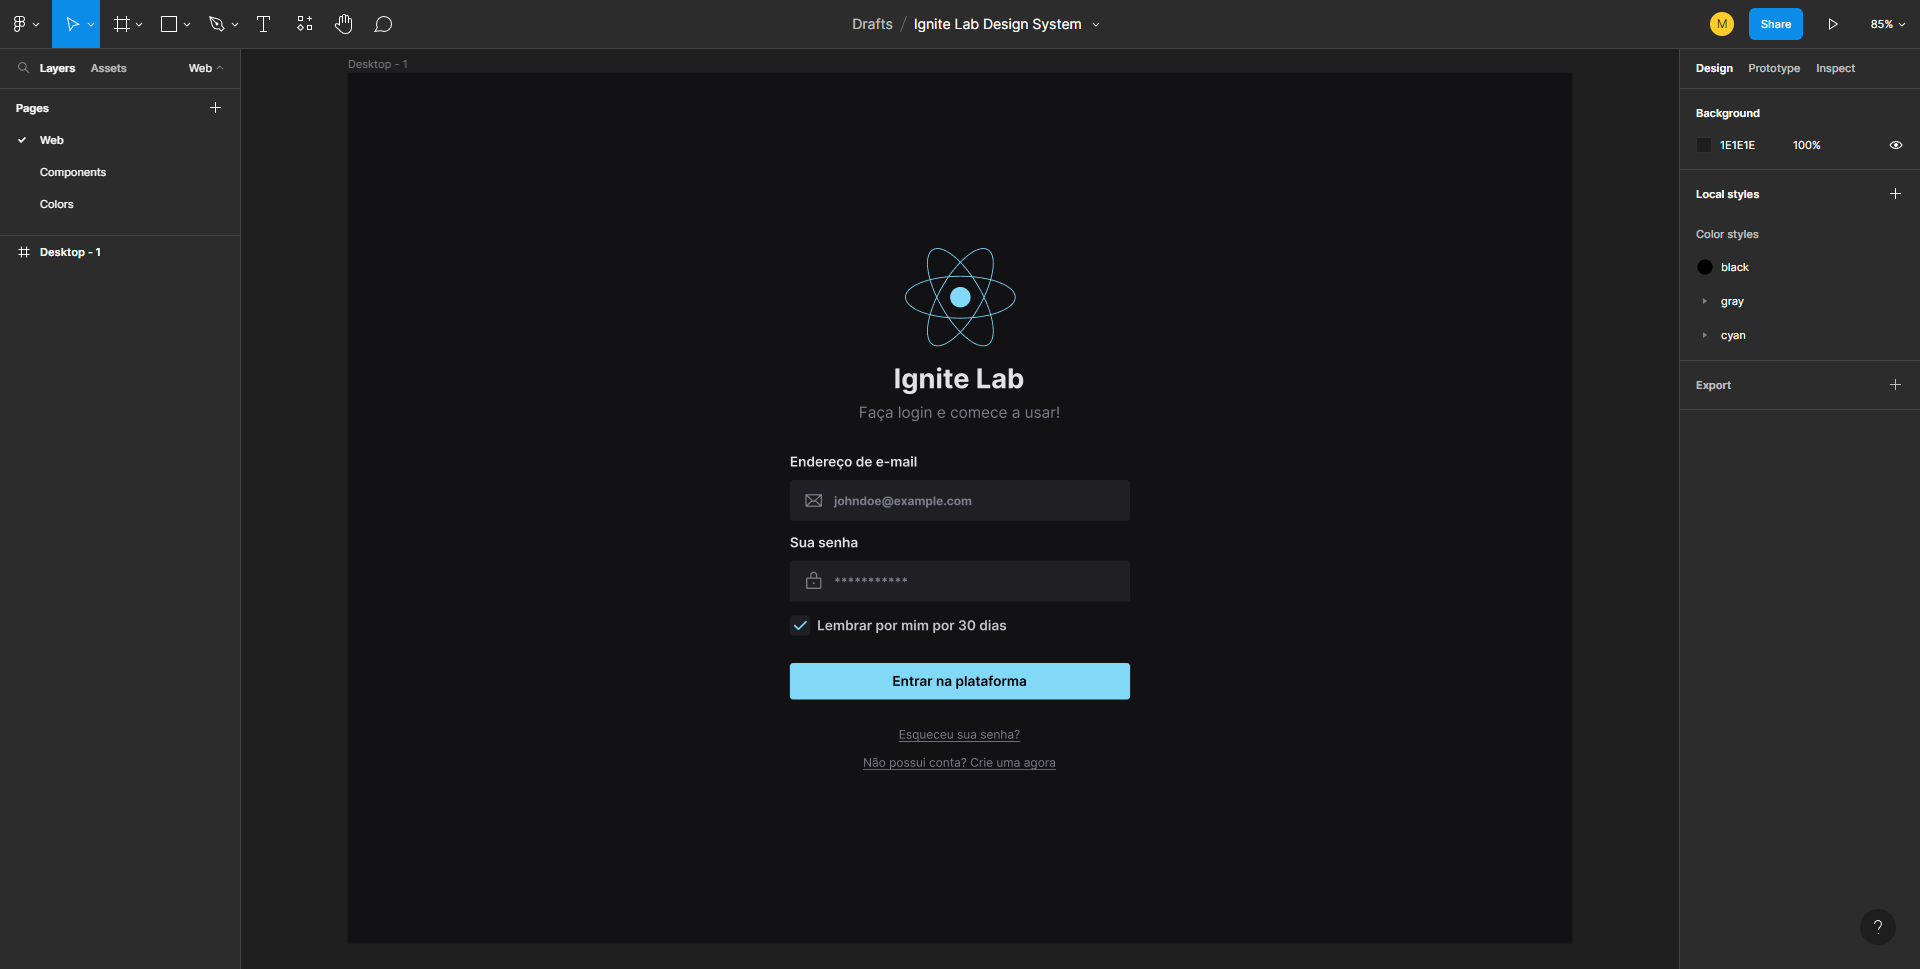 Drafts / Ignite Lab Design System
M
Share
85%
Layers Assets Web
Pages
Web
Components
Colors
Desktop - 1
Desktop - 1
Ignite Lab
Faça login e comece a usar!
Endereço de e-mail
johndoe@example.com
Sua senha
***********
Lembrar por mim por 30 dias
Entrar na plataforma
Esqueceu sua senha?
Não possui conta? Crie uma agora
Design Prototype Inspect
Background
1E1E1E 100%
Local styles
Color styles
black
gray
cyan
Export
?